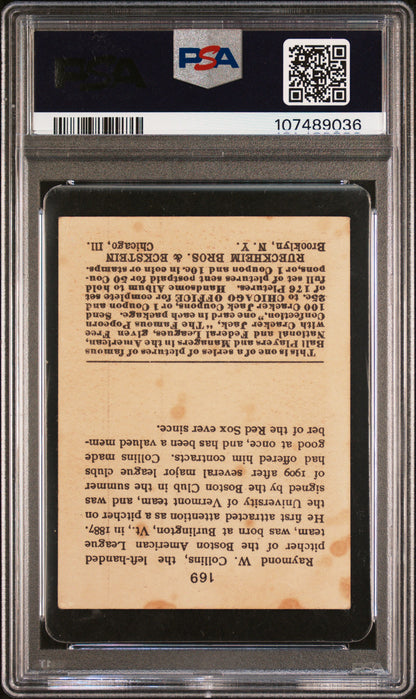 PSA
PSA
107489036
169
Raymond W. Collins, the left-handed
pitcher of the Boston American League
team, was born at Burlington, Vt., in 1887.
He first attracted attention as a pitcher on
the University of Vermont team, and was
signed by the Boston Club in the summer
of 1909 after several major league clubs
had offered him contracts. Collins made
good at once, and has been a valued mem-
ber of the Red Sox ever since.
This is one of a series of pictures of famous
Ball Players and Managers in the American,
National and Federal Leagues, given Free
with Cracker Jack, "The Famous Popcorn
Confection," one card in each package. Send
100 Cracker Jack Coupons, or 1 Coupon and
25c. to CHICAGO OFFICE for complete set
of 176 Pictures. Handsome Album to hold
full set of pictures sent postpaid for 50 Cou-
pons, or 1 Coupon and 10c. in coin or stamps.
RUECKHEIM BROS. & ECKSTEIN
Brooklyn, N. Y. Chicago, Ill.